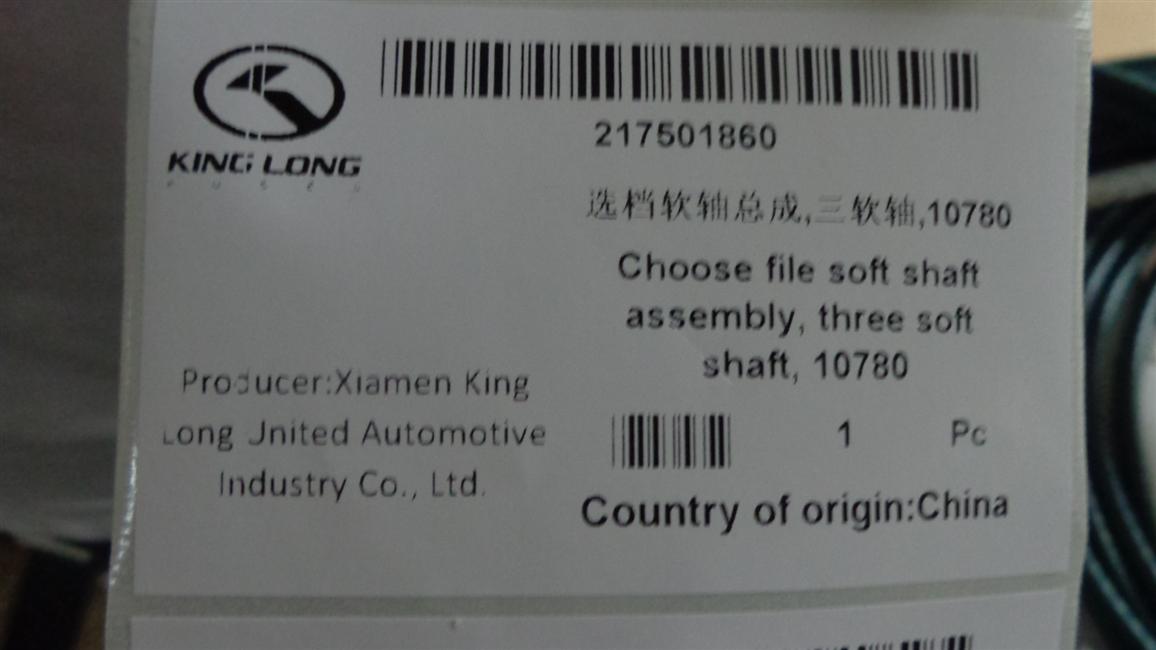 KING LONG
217501860
选档软轴总成,三软轴,10780
Choose file soft shaft
assembly, three soft
shaft, 10780
Producer:Xiamen King
Long United Automotive
Industry Co., Ltd.
1 Pc
Country of origin:China